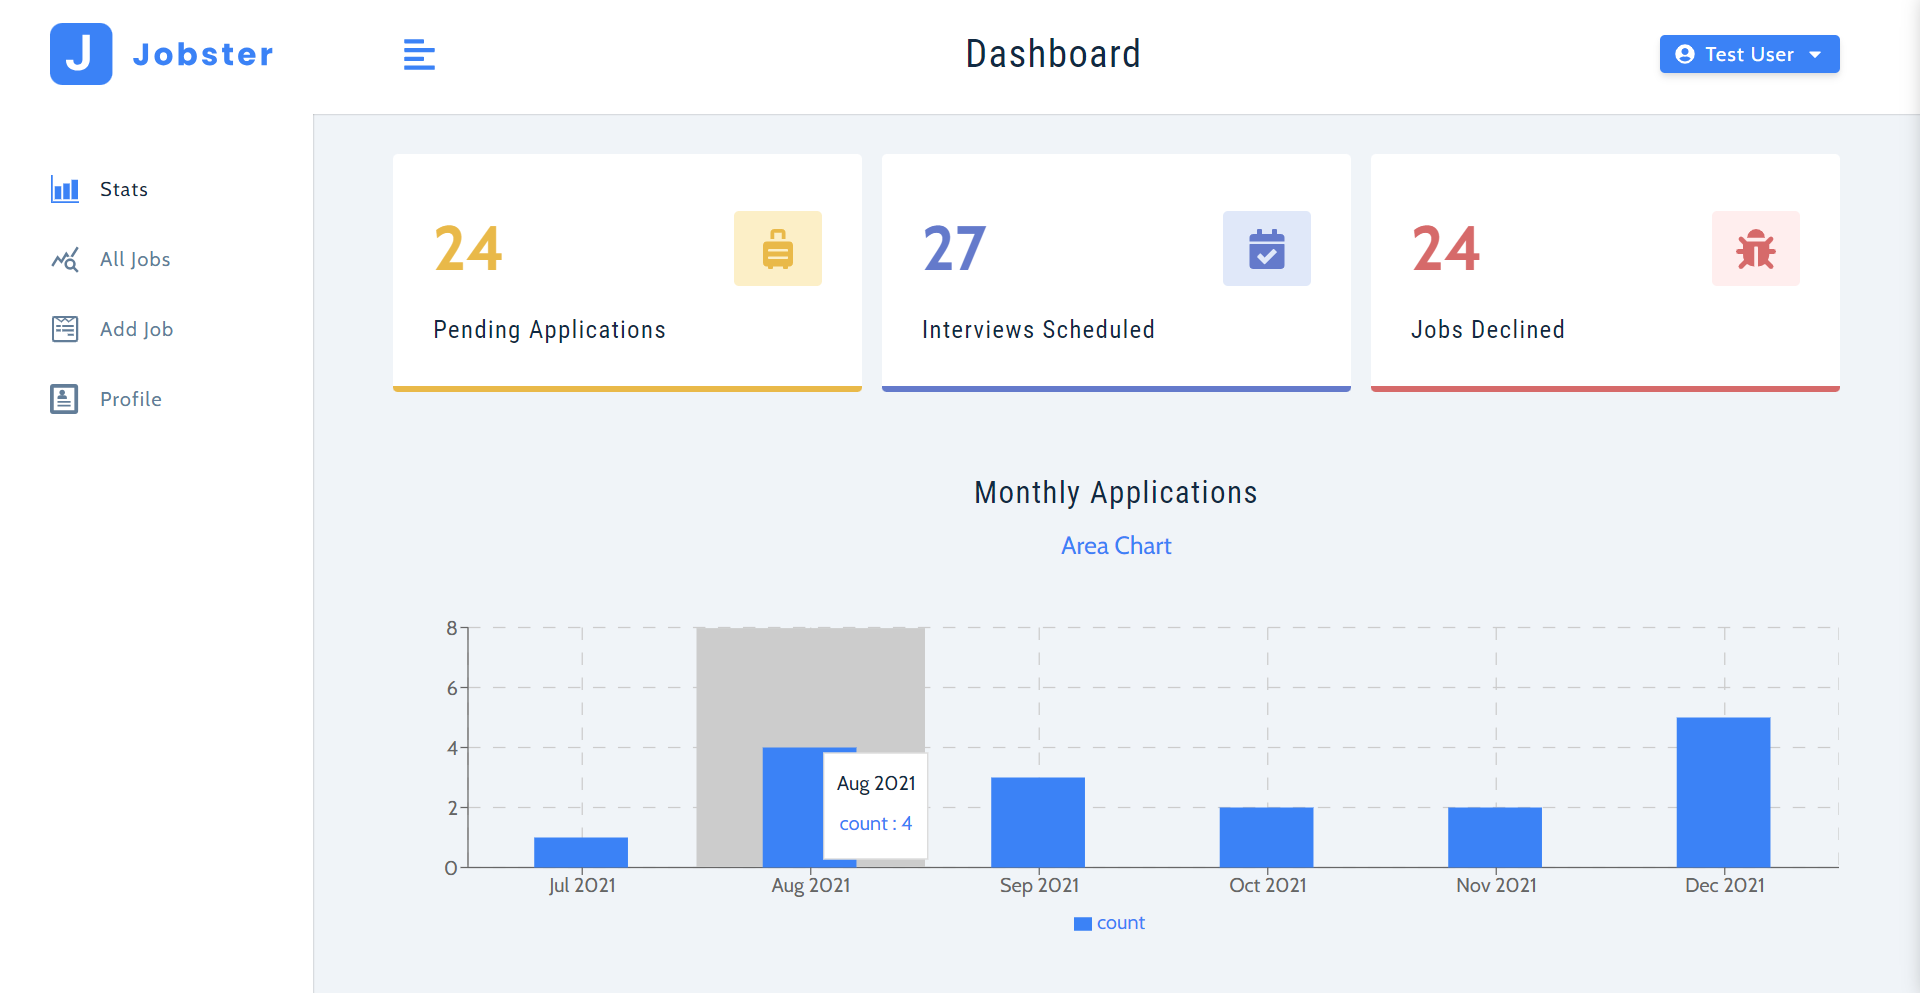 J Jobster
Dashboard
Test User
Stats
All Jobs
Add Job
Profile
24
Pending Applications
27
Interviews Scheduled
24
Jobs Declined
Monthly Applications
Area Chart
8
6
4
2
0
Aug 2021
count : 4
Jul 2021 Aug 2021 Sep 2021 Oct 2021 Nov 2021 Dec 2021
count